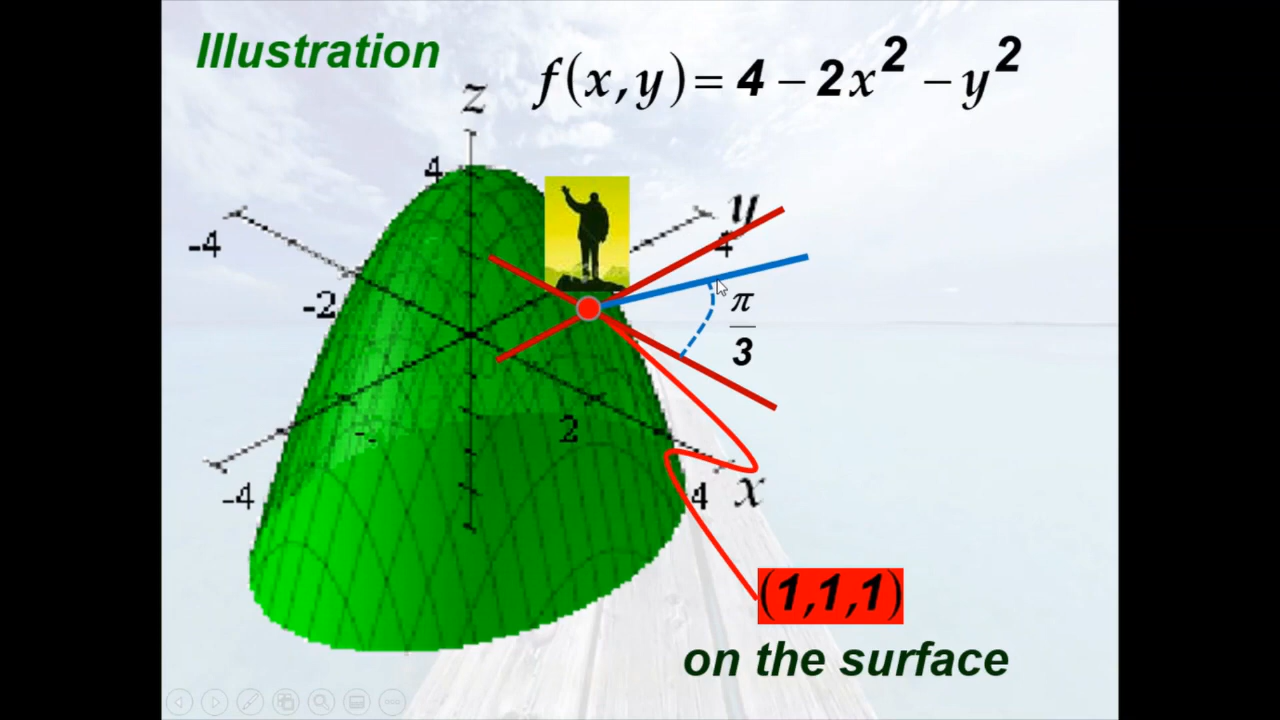 Illustration
f(x,y)=4−2x²−y²
z
4
y
4
-4
-2
π/3
2
-4
4
x
(1,1,1)
on the surface